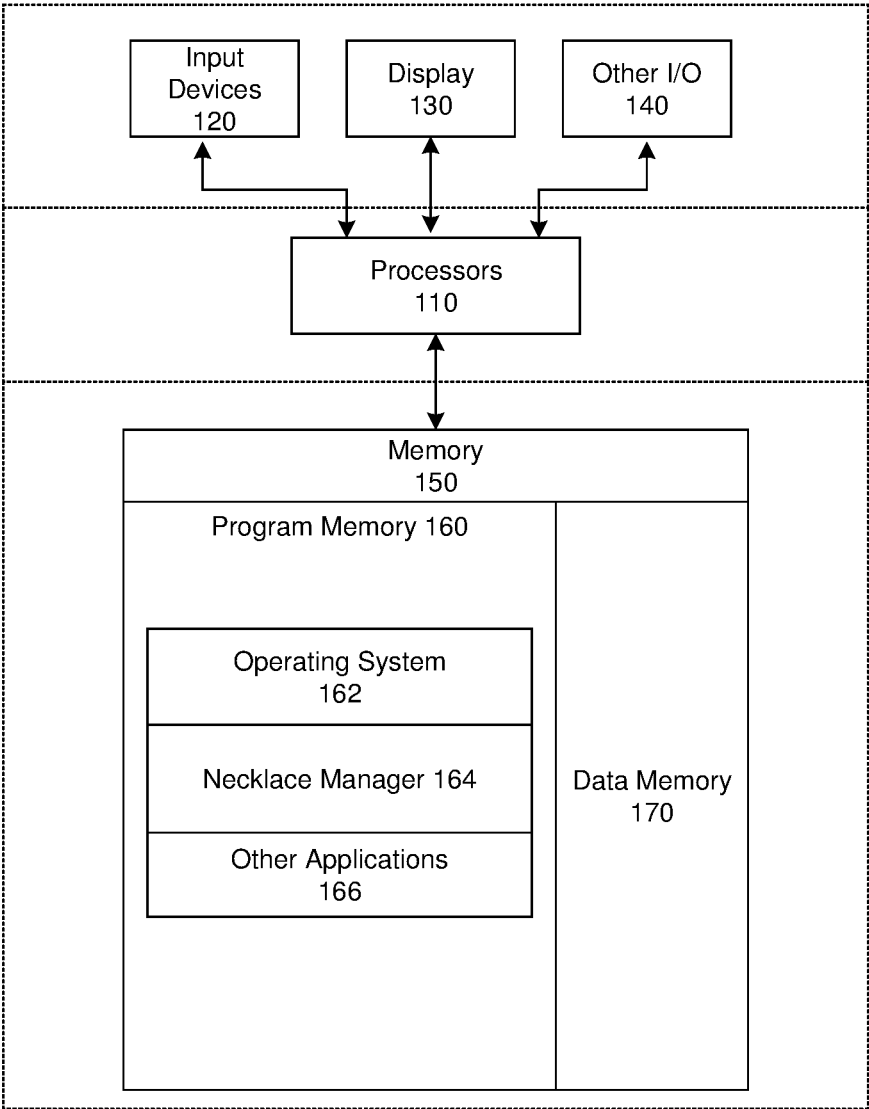 Input
Devices
120
Display
130
Other I/O
140
Processors
110
Memory
150
Program Memory 160
Operating System
162
Necklace Manager 164
Other Applications
166
Data Memory
170